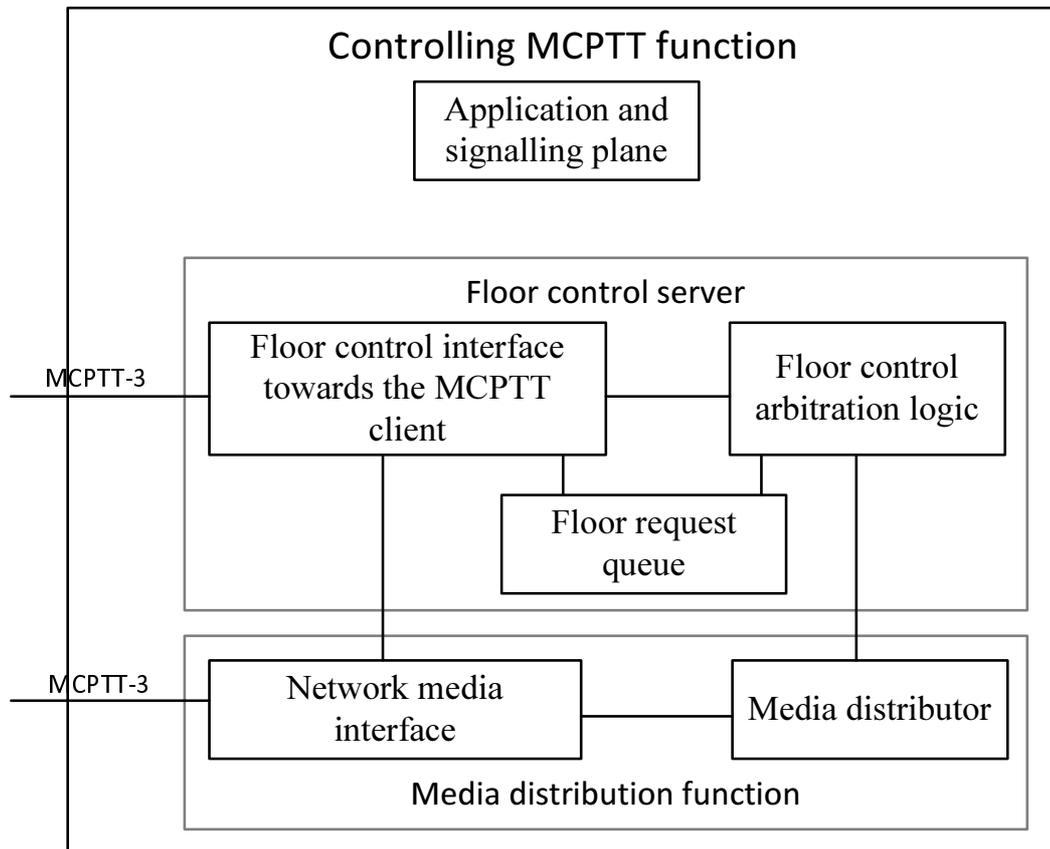 Controlling MCPTT function
Application and
signalling plane
Floor control server
Floor control interface
towards the MCPTT
client
Floor control
arbitration logic
MCPTT-3
Floor request
queue
MCPTT-3
Network media
interface
Media distributor
Media distribution function